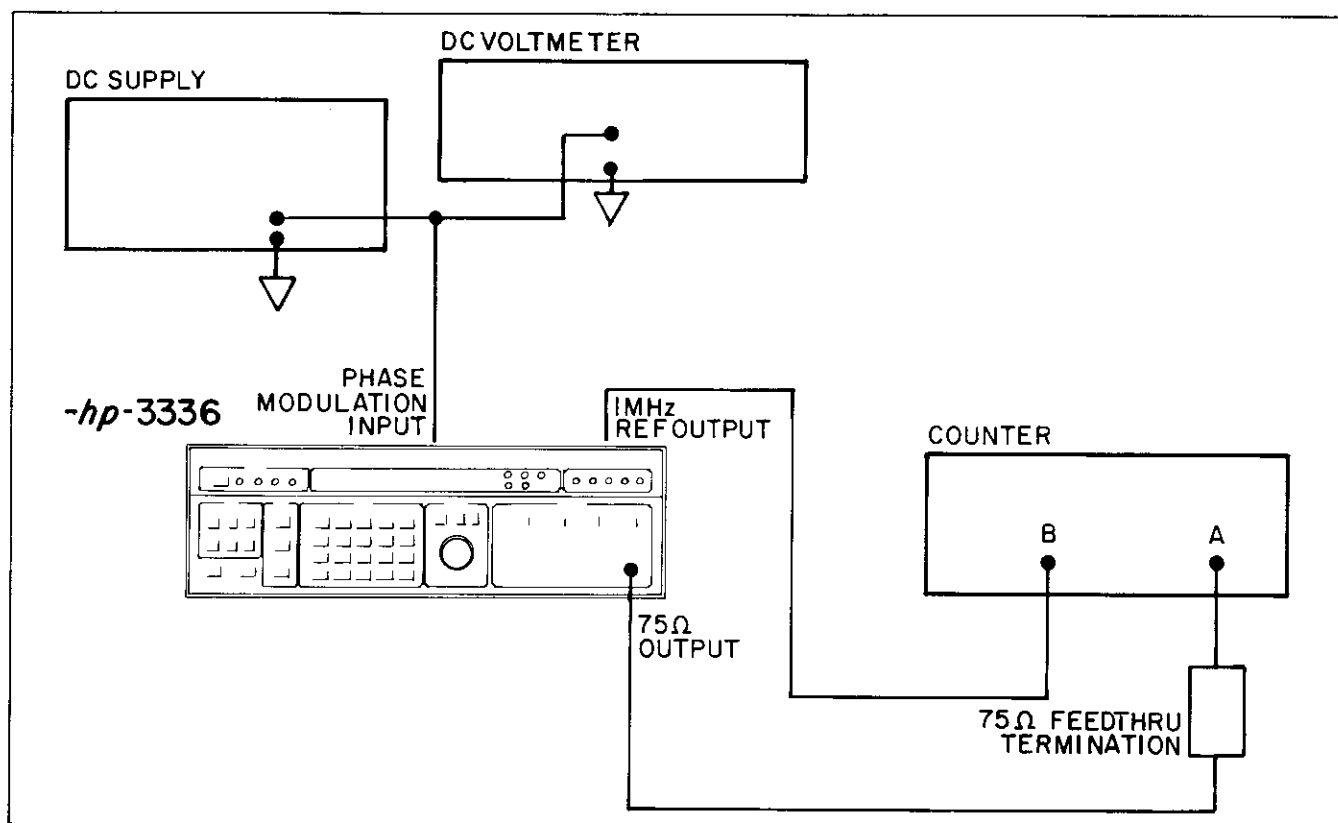 DC VOLTMETER
DC SUPPLY
PHASE
MODULATION
INPUT
-hp-3336
1MHz
REF OUTPUT
COUNTER
B
A
75Ω
OUTPUT
75Ω FEEDTHRU
TERMINATION